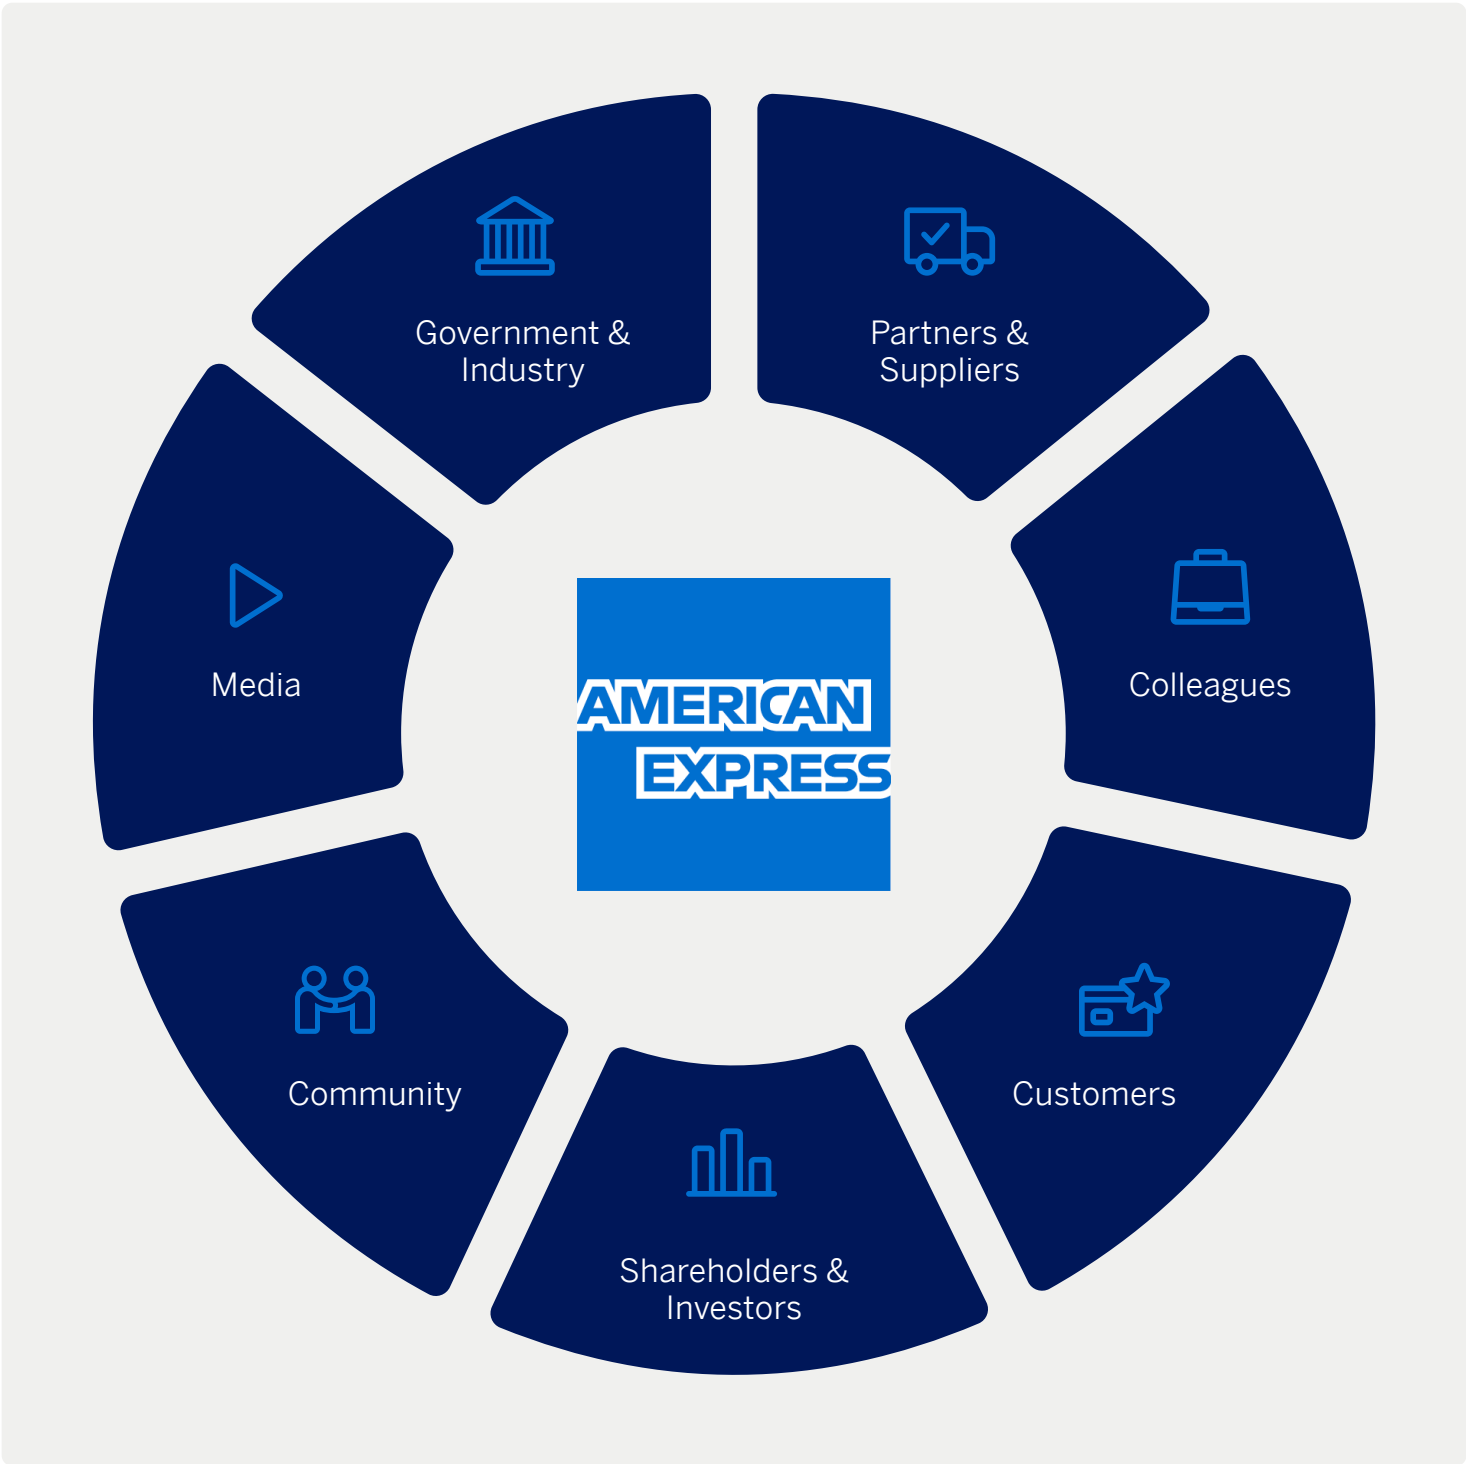 Government &
Industry
Partners &
Suppliers
Media
Colleagues
AMERICAN
EXPRESS
Community
Customers
Shareholders &
Investors